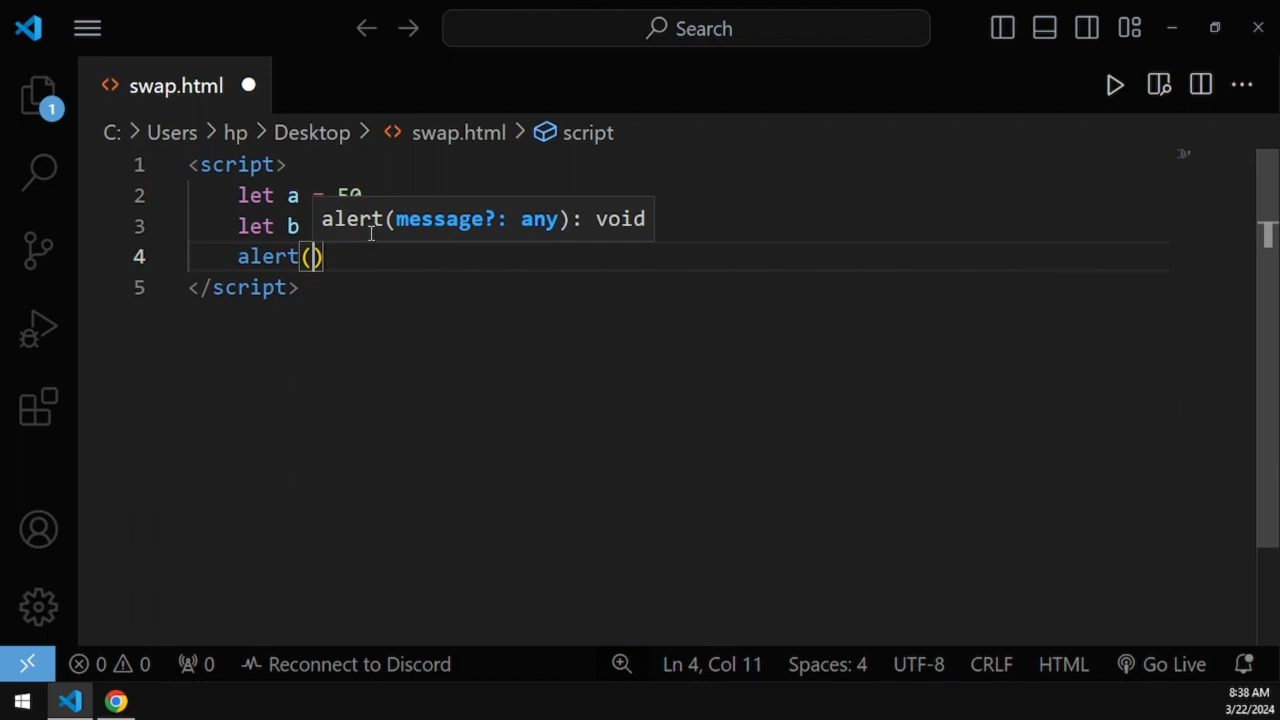 Search
swap.html
1
C: > Users > hp > Desktop > <> swap.html > script
1 <script>
2 let a = 50
3 let b
alert(message?: any): void
4 alert()
5 </script>
0 0 0 Reconnect to Discord Ln 4, Col 11 Spaces: 4 UTF-8 CRLF HTML Go Live
8:38 AM
3/22/2024